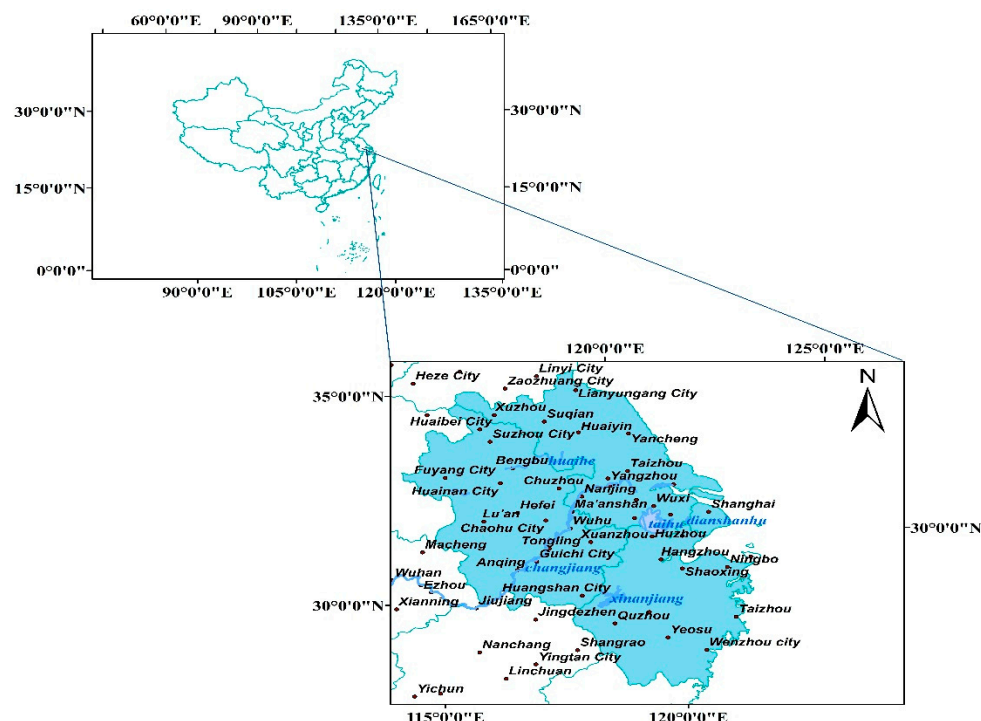 60°0'0"E 90°0'0"E 135°0'0"E 165°0'0"E
30°0'0"N 30°0'0"N
15°0'0"N 15°0'0"N
0°0'0" 0°0'0"
90°0'0"E 105°0'0"E 120°0'0"E 135°0'0"E
120°0'0"E 125°0'0"E
N
Linyi City
Heze City
Zaozhuang City
Lianyungang City
35°0'0"N
Xuzhou
Suqian
Huaibei City
Huaiyin
Suzhou City
Yancheng
Bengbu
huaihe
Taizhou
Fuyang City
Yangzhou
Chuzhou
Huainan City
Nanjing
Wuxi
Hefei
Ma'anshan
Shanghai
Lu'an
Wuhu
taihu
dianshanhu
30°0'0"N
Chaohu City
Xuanzhou
Huzhou
Tongling
Macheng
Guichi City
Hangzhou
Ningbo
Anqing
changjiang
Shaoxing
Wuhan
Ezhou
Huangshan City
xinanjiang
30°0'0"N
Xianning
Jiujiang
Jingdezhen
Quzhou
Taizhou
Yeosu
Nanchang
Shangrao
Wenzhou city
Yingtan City
Linchuan
Yichun
115°0'0"E 120°0'0"E